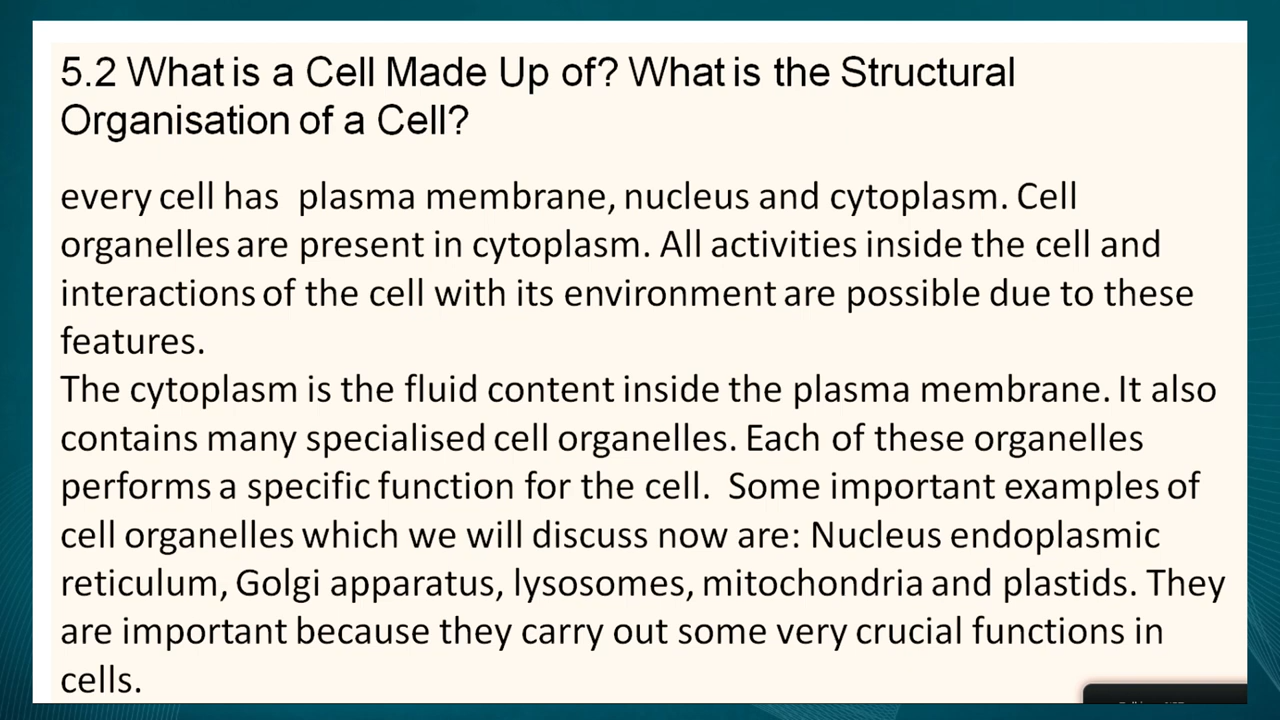 5.2 What is a Cell Made Up of? What is the Structural
Organisation of a Cell?
every cell has plasma membrane, nucleus and cytoplasm. Cell
organelles are present in cytoplasm. All activities inside the cell and
interactions of the cell with its environment are possible due to these
features.
The cytoplasm is the fluid content inside the plasma membrane. It also
contains many specialised cell organelles. Each of these organelles
performs a specific function for the cell. Some important examples of
cell organelles which we will discuss now are: Nucleus endoplasmic
reticulum, Golgi apparatus, lysosomes, mitochondria and plastids. They
are important because they carry out some very crucial functions in
cells.